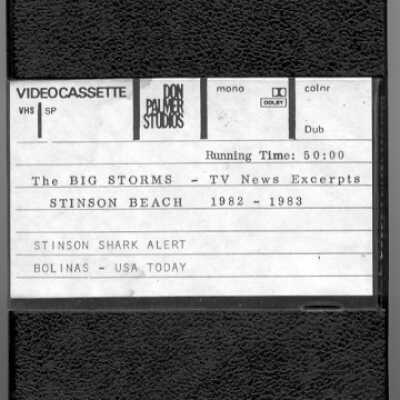 VIDEOCASSETTE
VHS SP
DON
PALMER
STUDIOS
mono
DOLBY
color
Dub
Running Time: 50:00
The BIG STORMS - TV News Excerpts
STINSON BEACH 1982 - 1983
STINSON SHARK ALERT
BOLINAS - USA TODAY